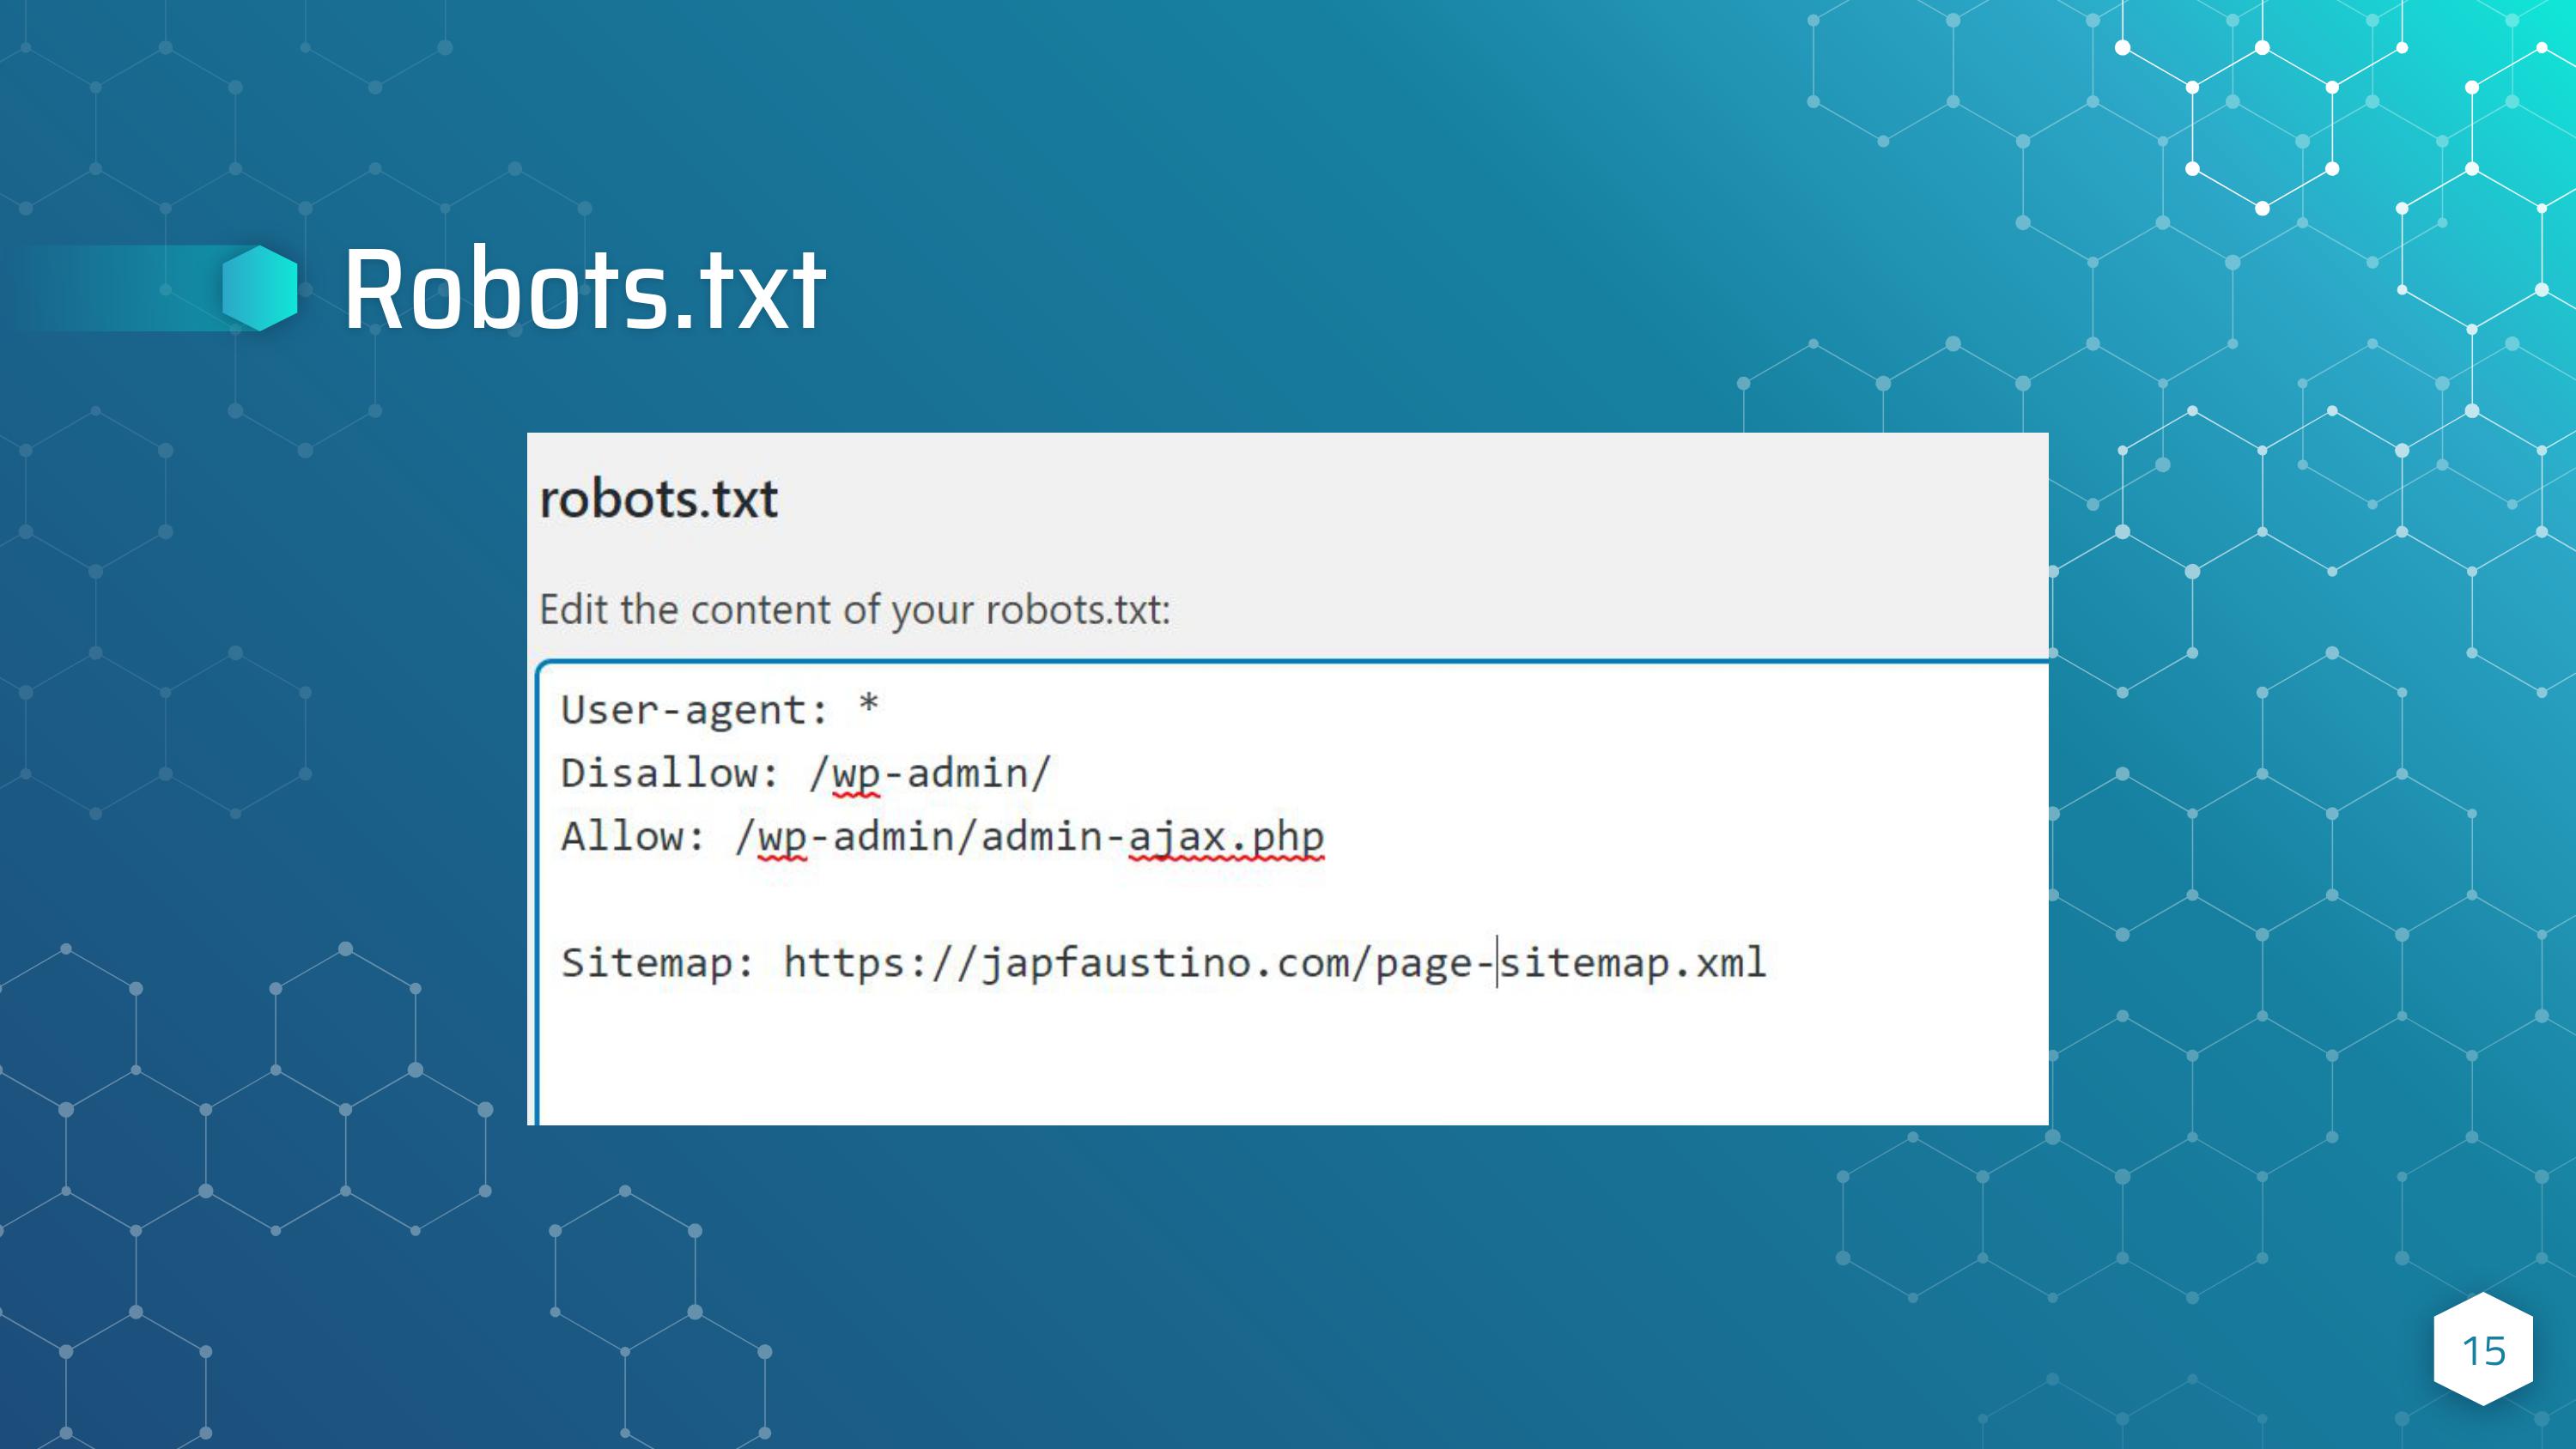 Robots.txt
robots.txt
Edit the content of your robots.txt:
User-agent: *
Disallow: /wp-admin/
Allow: /wp-admin/admin-ajax.php
Sitemap: https://japfaustino.com/page-sitemap.xml
15